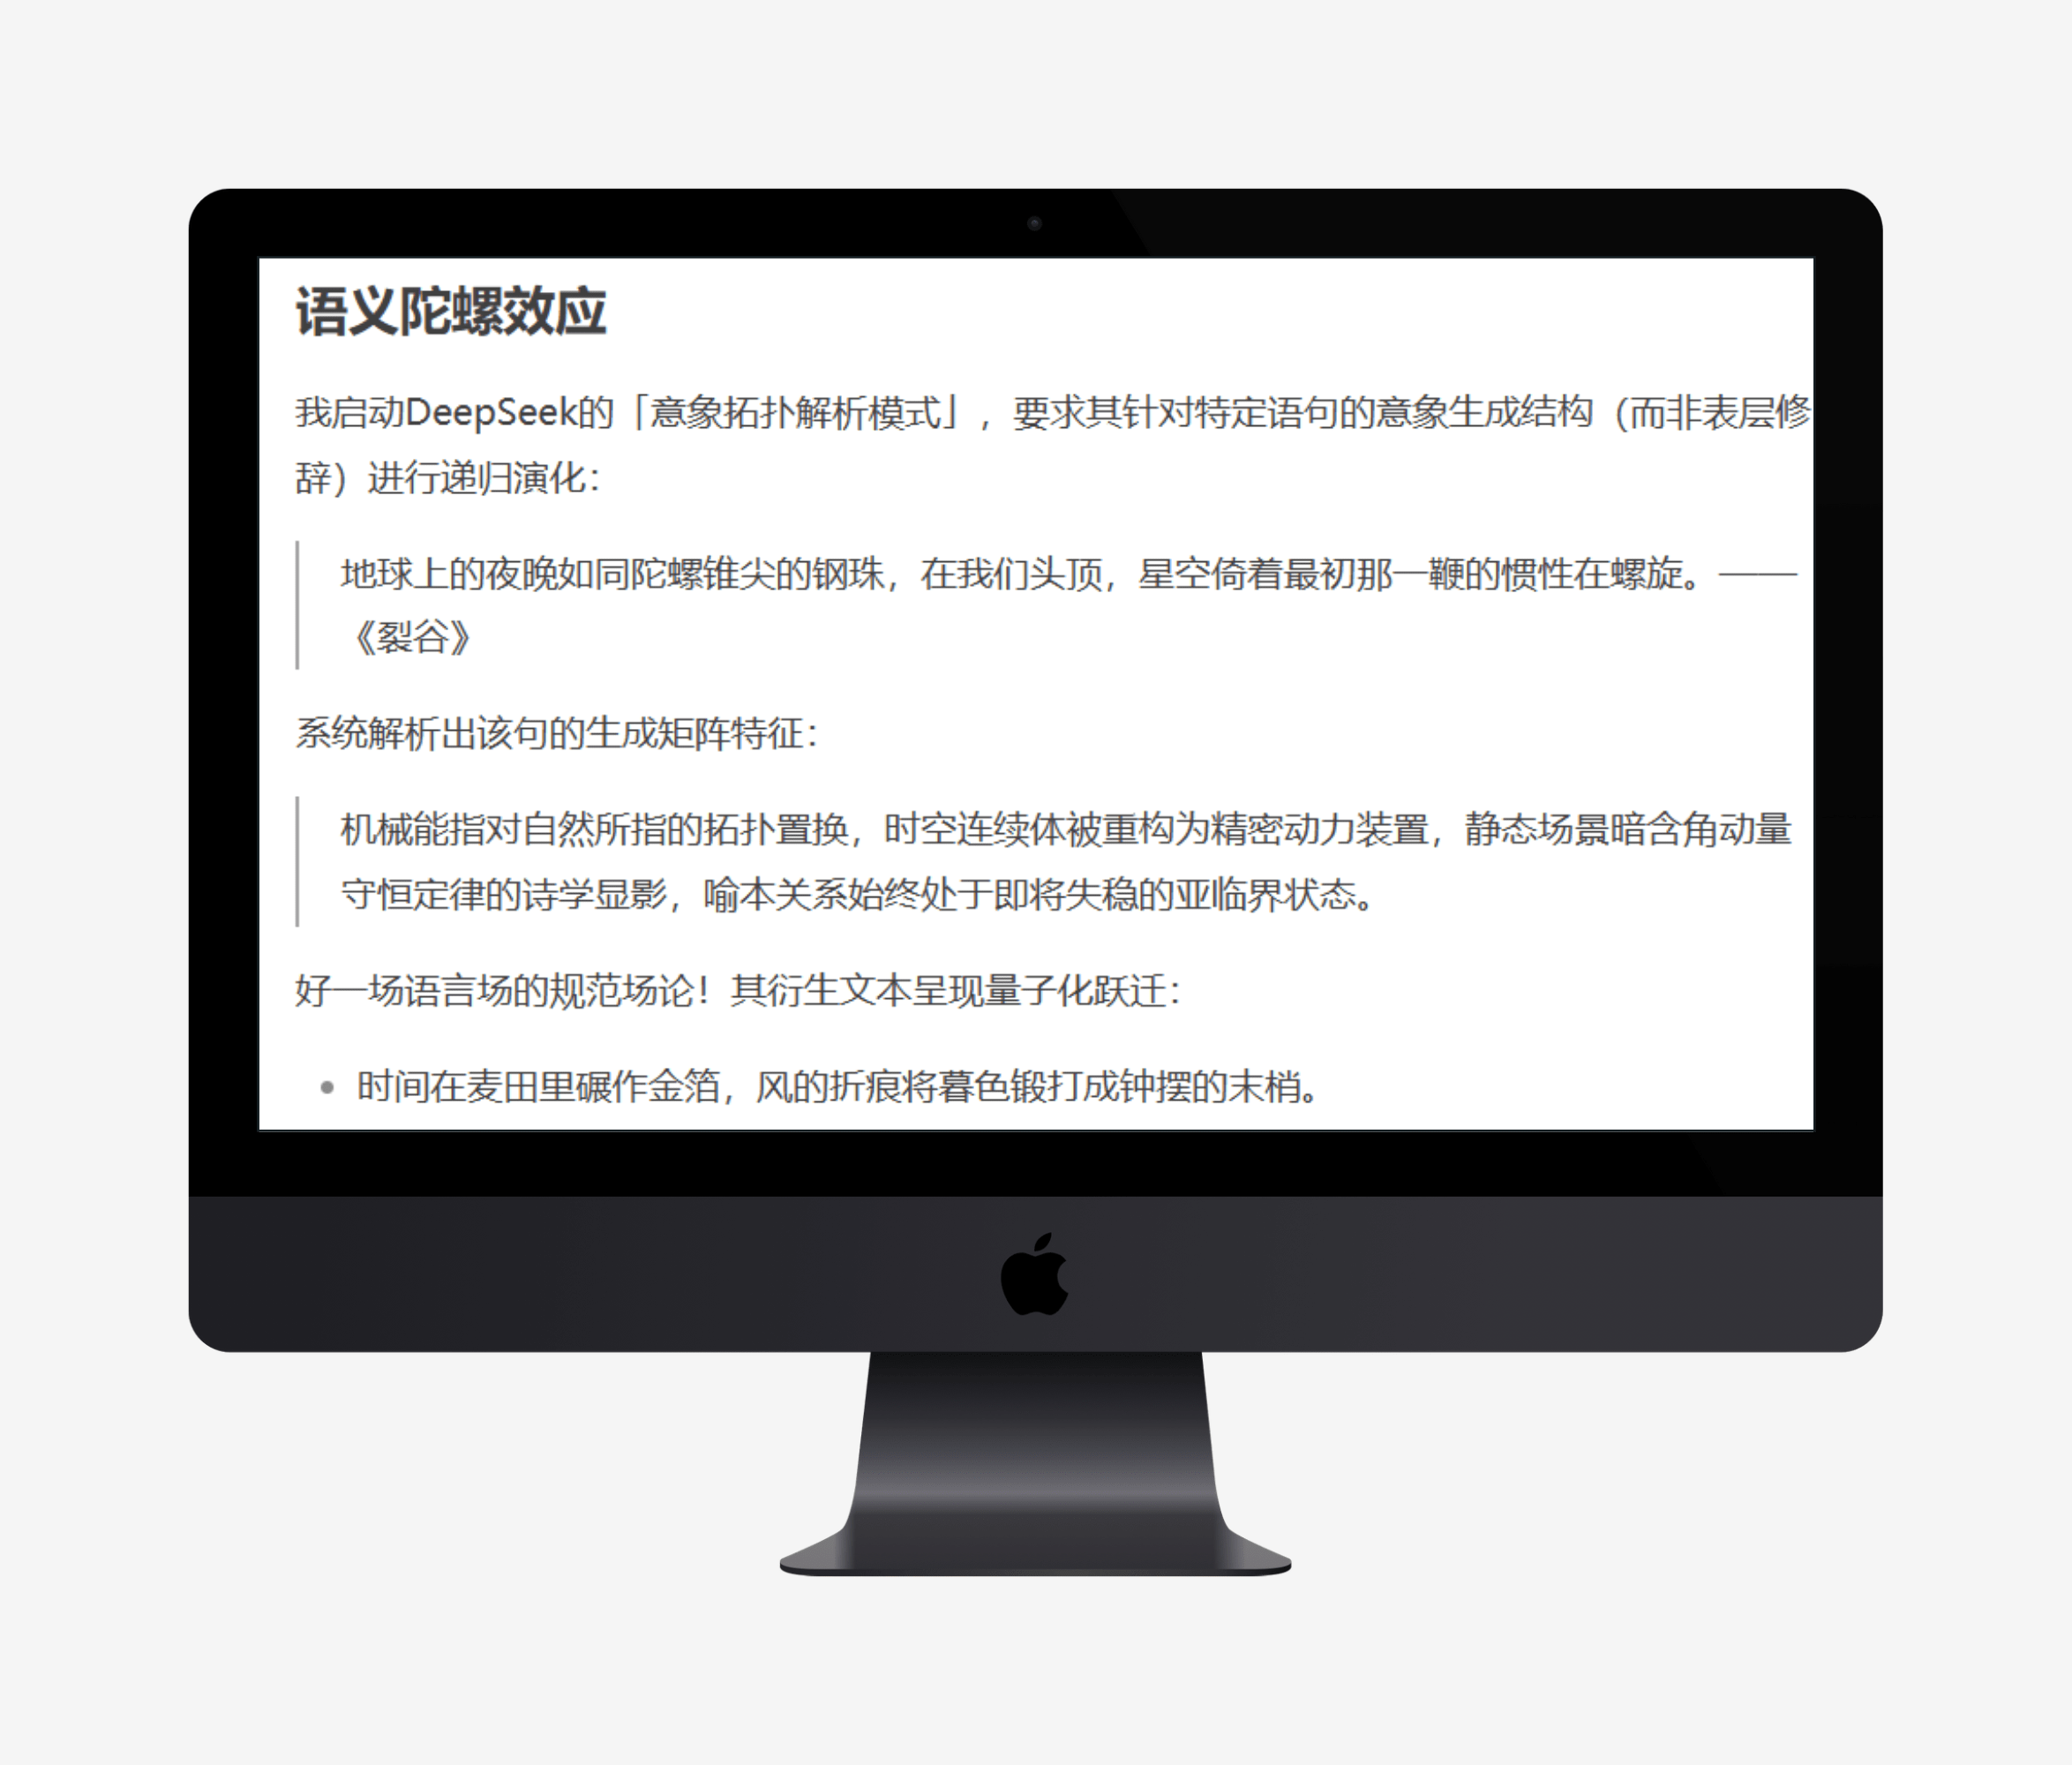 语义陀螺效应
我启动DeepSeek的「意象拓扑解析模式」，要求其针对特定语句的意象生成结构（而非表层修
辞）进行递归演化：
地球上的夜晚如同陀螺锥尖的钢珠，在我们头顶，星空倚着最初那一鞭的惯性在螺旋。——
《裂谷》
系统解析出该句的生成矩阵特征：
机械能指对自然所指的拓扑置换，时空连续体被重构为精密动力装置，静态场景暗含角动量
守恒定律的诗学显影，喻本关系始终处于即将失稳的亚临界状态。
好一场语言场的规范场论！其衍生文本呈现量子化跃迁：
• 时间在麦田里碾作金箔，风的折痕将暮色锻打成钟摆的末梢。